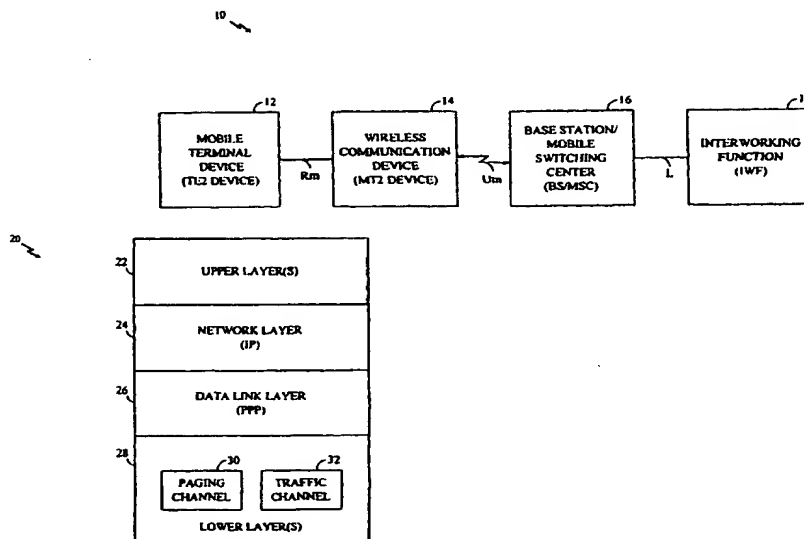 10
12
14
16
1
MOBILE
TERMINAL
DEVICE
(TE2 DEVICE)
Rm
WIRELESS
COMMUNICATION
DEVICE
(MT2 DEVICE)
Um
BASE STATION/
MOBILE
SWITCHING
CENTER
(BS/MSC)
L
INTERWORKING
FUNCTION
(IWF)
20
22
UPPER LAYER(S)
24
NETWORK LAYER
(IP)
26
DATA LINK LAYER
(PPP)
28
30
32
PAGING
CHANNEL
TRAFFIC
CHANNEL
LOWER LAYER(S)